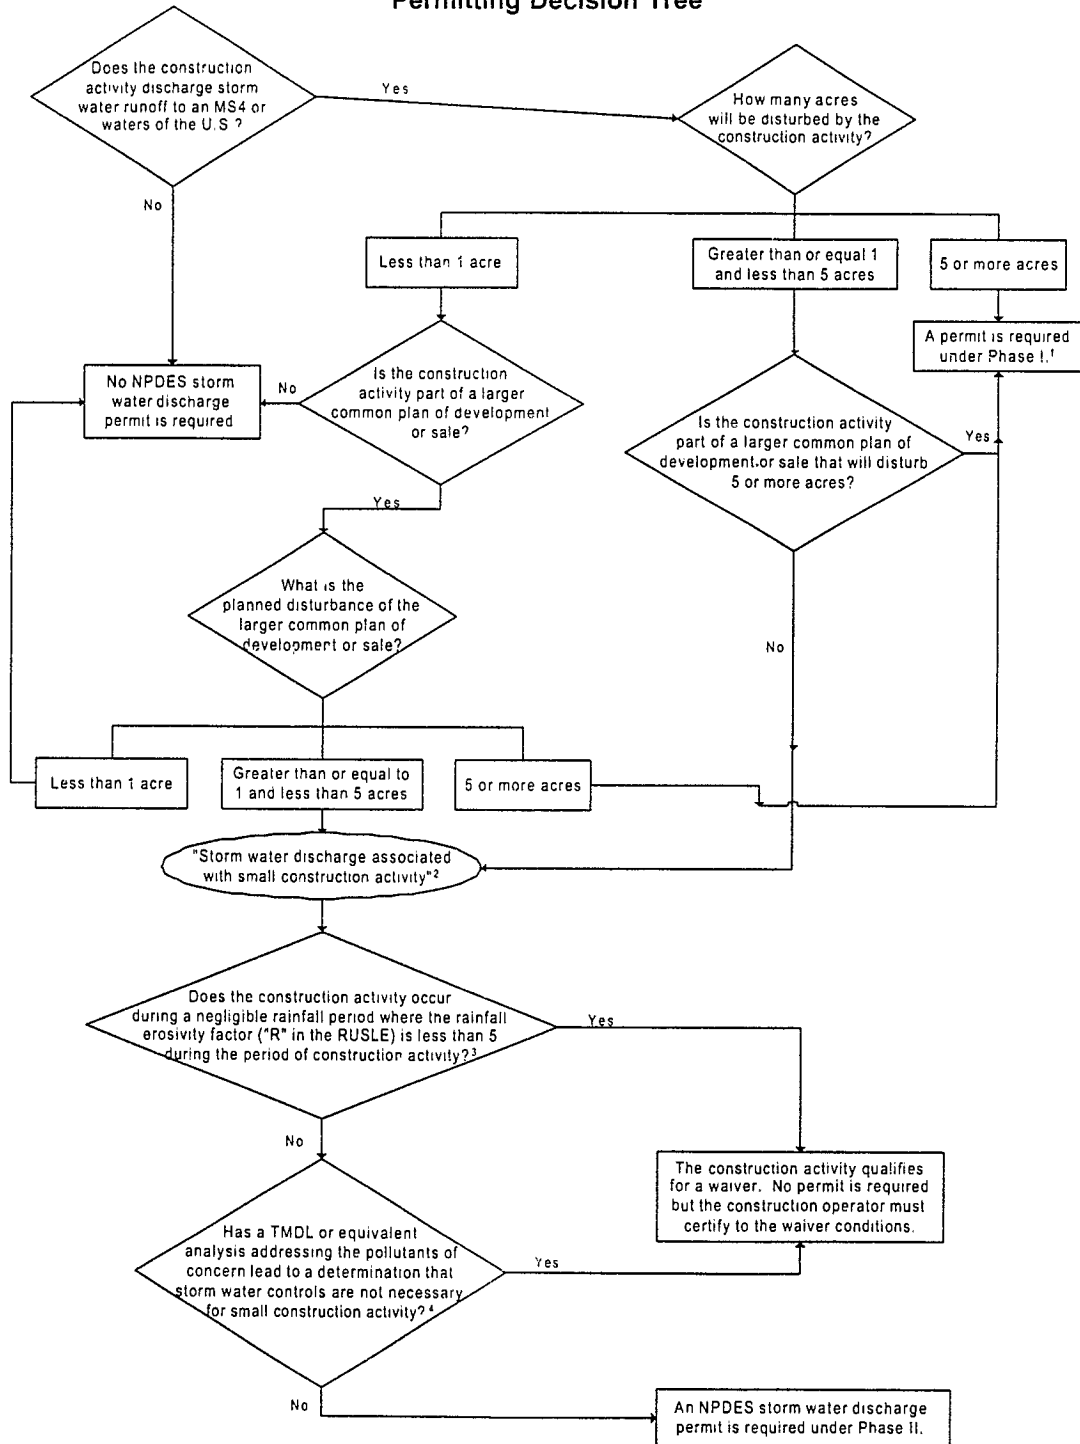 Permitting Decision Tree
Does the construction
activity discharge storm
water runoff to an MS4 or
waters of the U.S ?
Yes
How many acres
will be disturbed by the
construction activity?
No
Less than 1 acre
Greater than or equal 1
and less than 5 acres
5 or more acres
A permit is required
under Phase I.¹
Is the construction
activity part of a larger
common plan of development
or sale?
No
No NPDES storm
water discharge
permit is required
Is the construction activity
part of a larger common plan of
development or sale that will disturb
5 or more acres?
Yes
Yes
What is the
planned disturbance of the
larger common plan of
development or sale?
No
Less than 1 acre
Greater than or equal to
1 and less than 5 acres
5 or more acres
"Storm water discharge associated
with small construction activity"²
Does the construction activity occur
during a negligible rainfall period where the rainfall
erosivity factor ("R" in the RUSLE) is less than 5
during the period of construction activity?³
Yes
No
The construction activity qualifies
for a waiver. No permit is required
but the construction operator must
certify to the waiver conditions.
Has a TMDL or equivalent
analysis addressing the pollutants of
concern lead to a determination that
storm water controls are not necessary
for small construction activity?⁴
Yes
No
An NPDES storm water discharge
permit is required under Phase II.